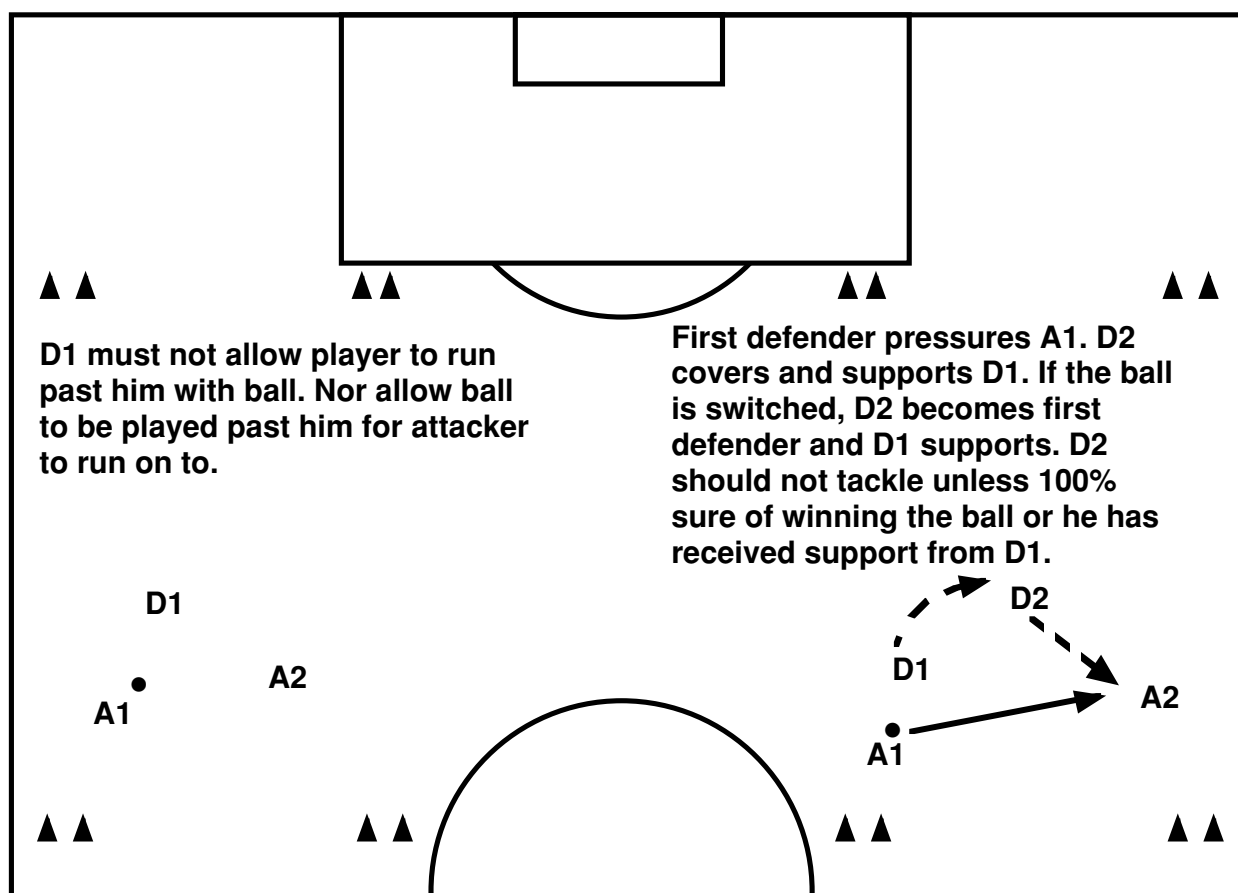 D1 must not allow player to run
past him with ball. Nor allow ball
to be played past him for attacker
to run on to.
First defender pressures A1. D2
covers and supports D1. If the ball
is switched, D2 becomes first
defender and D1 supports. D2
should not tackle unless 100%
sure of winning the ball or he has
received support from D1.
D1
A2
A1
D2
D1
A2
A1